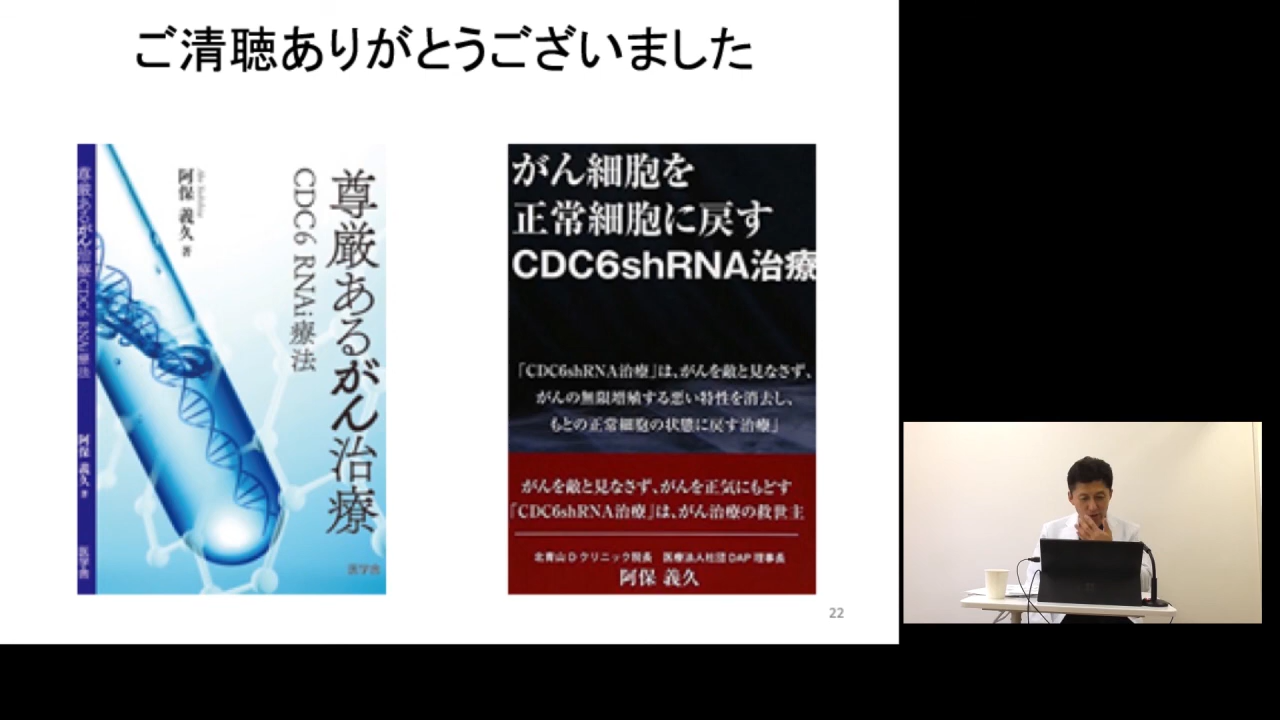 ご清聴ありがとうございました
尊厳あるがん治療 CDC6 RNAi療法
阿保 義久 著
医学舎
尊厳あるがん治療
CDC6 RNAi療法
阿保 義久 著
医学舎
がん細胞を
正常細胞に戻す
CDC6shRNA治療
「CDC6shRNA治療」は、がんを敵と見なさず、
がんの無限増殖する悪い特性を消去し、
もとの正常細胞の状態に戻す治療」
がんを敵と見なさず、がんを正気にもどす
「CDC6shRNA治療」は、がん治療の救世主
北青山Dクリニック院長 医療法人社団DAP理事長
阿保 義久
22